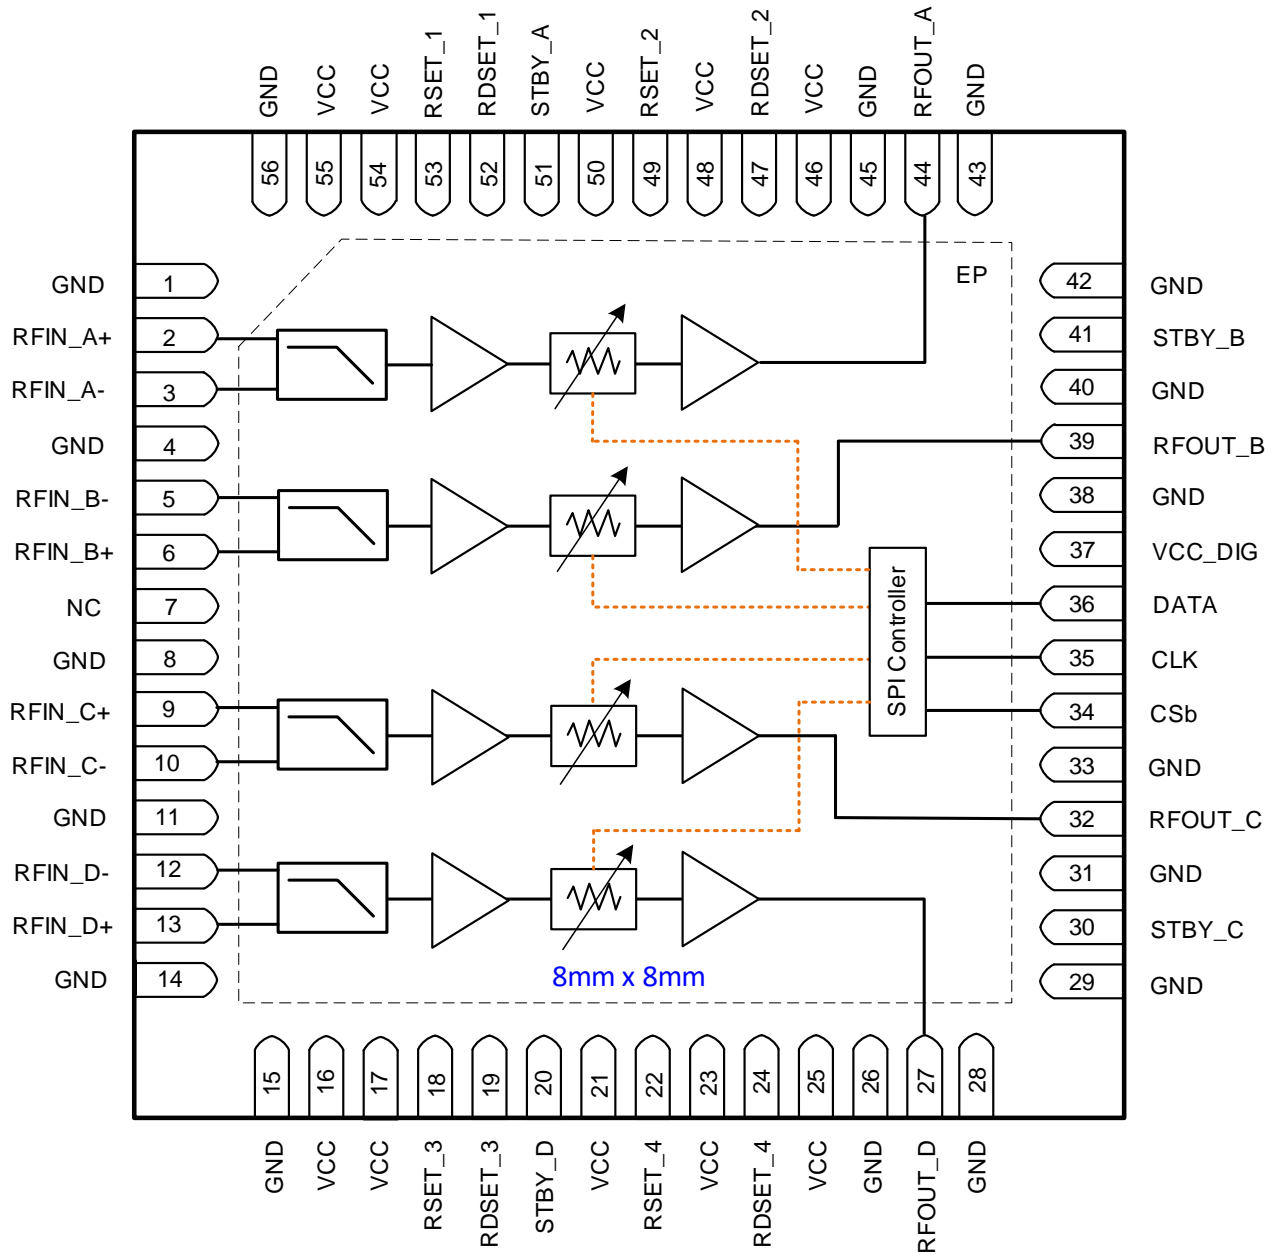 GND
VCC
VCC
RSET_1
RDSET_1
STBY_A
VCC
RSET_2
VCC
RDSET_2
VCC
GND
RFOUT_A
GND
56
55
54
53
52
51
50
49
48
47
46
45
44
43
GND 1
RFIN_A+ 2
RFIN_A- 3
GND 4
RFIN_B- 5
RFIN_B+ 6
NC 7
GND 8
RFIN_C+ 9
RFIN_C- 10
GND 11
RFIN_D- 12
RFIN_D+ 13
GND 14
EP
SPI Controller
8mm x 8mm
42 GND
41 STBY_B
40 GND
39 RFOUT_B
38 GND
37 VCC_DIG
36 DATA
35 CLK
34 CSb
33 GND
32 RFOUT_C
31 GND
30 STBY_C
29 GND
15
16
17
18
19
20
21
22
23
24
25
26
27
28
GND
VCC
VCC
RSET_3
RDSET_3
STBY_D
VCC
RSET_4
VCC
RDSET_4
VCC
GND
RFOUT_D
GND